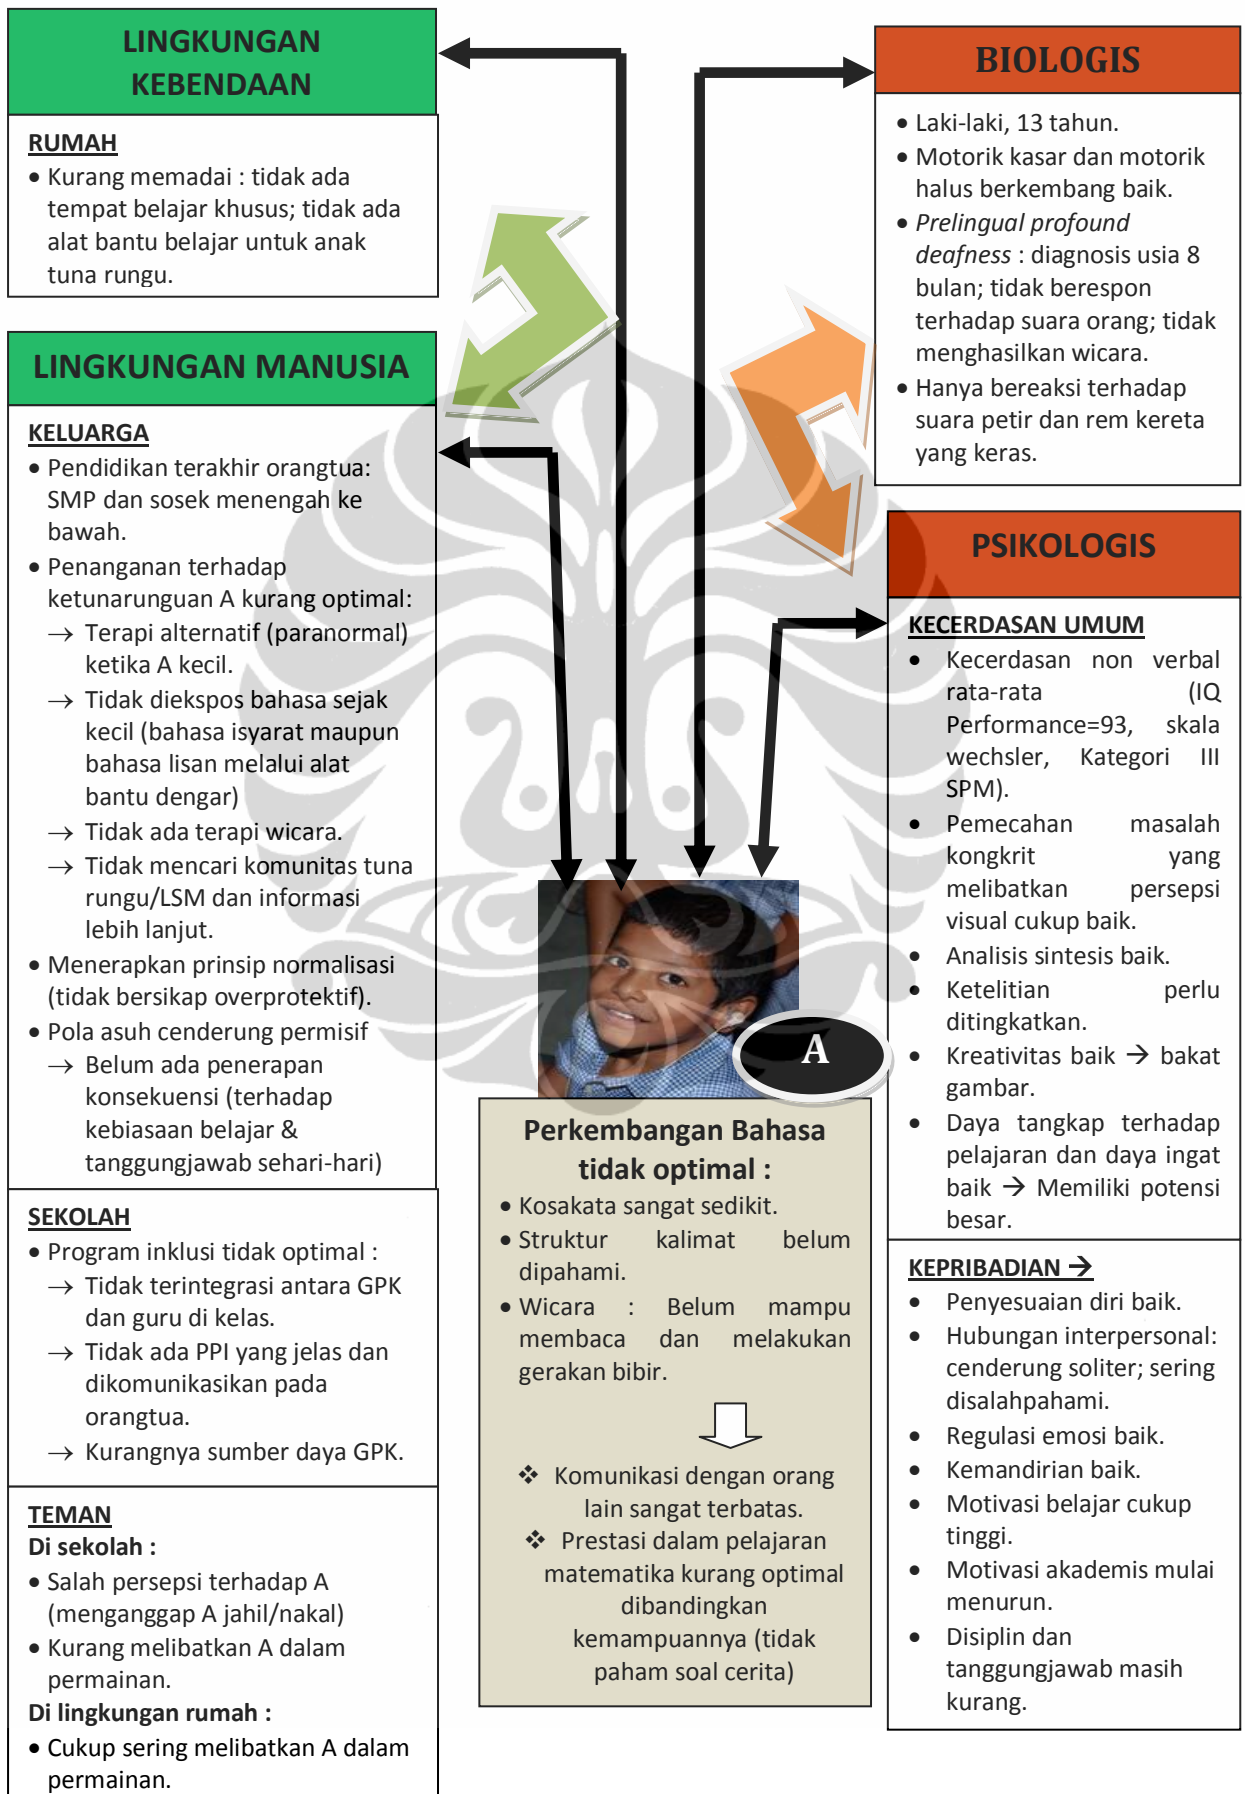 LINGKUNGAN
KEBENDAAN
RUMAH
• Kurang memadai : tidak ada
tempat belajar khusus; tidak ada
alat bantu belajar untuk anak
tuna rungu.
LINGKUNGAN MANUSIA
KELUARGA
• Pendidikan terakhir orangtua:
SMP dan sosek menengah ke
bawah.
• Penanganan terhadap
ketunarunguan A kurang optimal:
→ Terapi alternatif (paranormal)
ketika A kecil.
→ Tidak diekspos bahasa sejak
kecil (bahasa isyarat maupun
bahasa lisan melalui alat
bantu dengar)
→ Tidak ada terapi wicara.
→ Tidak mencari komunitas tuna
rungu/LSM dan informasi
lebih lanjut.
• Menerapkan prinsip normalisasi
(tidak bersikap overprotektif).
• Pola asuh cenderung permisif
→ Belum ada penerapan
konsekuensi (terhadap
kebiasaan belajar &
tanggungjawab sehari-hari)
SEKOLAH
• Program inklusi tidak optimal :
→ Tidak terintegrasi antara GPK
dan guru di kelas.
→ Tidak ada PPI yang jelas dan
dikomunikasikan pada
orangtua.
→ Kurangnya sumber daya GPK.
TEMAN
Di sekolah :
• Salah persepsi terhadap A
(menganggap A jahil/nakal)
• Kurang melibatkan A dalam
permainan.
Di lingkungan rumah :
• Cukup sering melibatkan A dalam
permainan.
A
Perkembangan Bahasa
tidak optimal :
• Kosakata sangat sedikit.
• Struktur kalimat belum
dipahami.
• Wicara : Belum mampu
membaca dan melakukan
gerakan bibir.
❖ Komunikasi dengan orang
lain sangat terbatas.
❖ Prestasi dalam pelajaran
matematika kurang optimal
dibandingkan
kemampuannya (tidak
paham soal cerita)
BIOLOGIS
• Laki-laki, 13 tahun.
• Motorik kasar dan motorik
halus berkembang baik.
• Prelingual profound
deafness : diagnosis usia 8
bulan; tidak berespon
terhadap suara orang; tidak
menghasilkan wicara.
• Hanya bereaksi terhadap
suara petir dan rem kereta
yang keras.
PSIKOLOGIS
KECERDASAN UMUM
• Kecerdasan non verbal
rata-rata (IQ
Performance=93, skala
wechsler, Kategori III
SPM).
• Pemecahan masalah
kongkrit yang
melibatkan persepsi
visual cukup baik.
• Analisis sintesis baik.
• Ketelitian perlu
ditingkatkan.
• Kreativitas baik → bakat
gambar.
• Daya tangkap terhadap
pelajaran dan daya ingat
baik → Memiliki potensi
besar.
KEPRIBADIAN →
• Penyesuaian diri baik.
• Hubungan interpersonal:
cenderung soliter; sering
disalahpahami.
• Regulasi emosi baik.
• Kemandirian baik.
• Motivasi belajar cukup
tinggi.
• Motivasi akademis mulai
menurun.
• Disiplin dan
tanggungjawab masih
kurang.